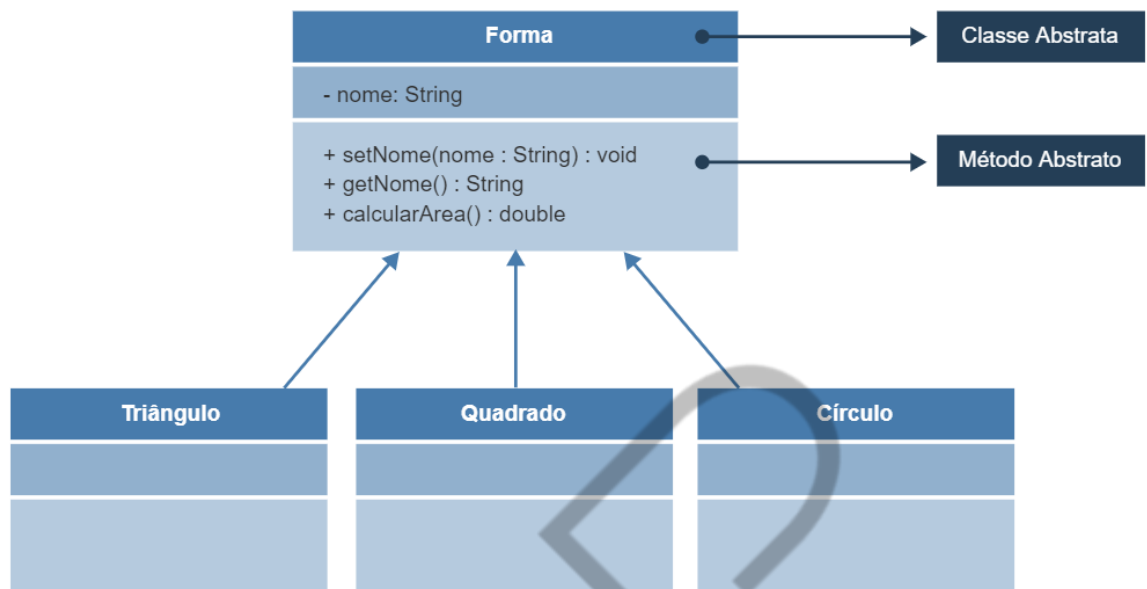 Forma
Classe Abstrata
- nome: String
+ setNome(nome : String) : void
Método Abstrato
+ getNome() : String
+ calcularArea() : double
Triângulo
Quadrado
Círculo